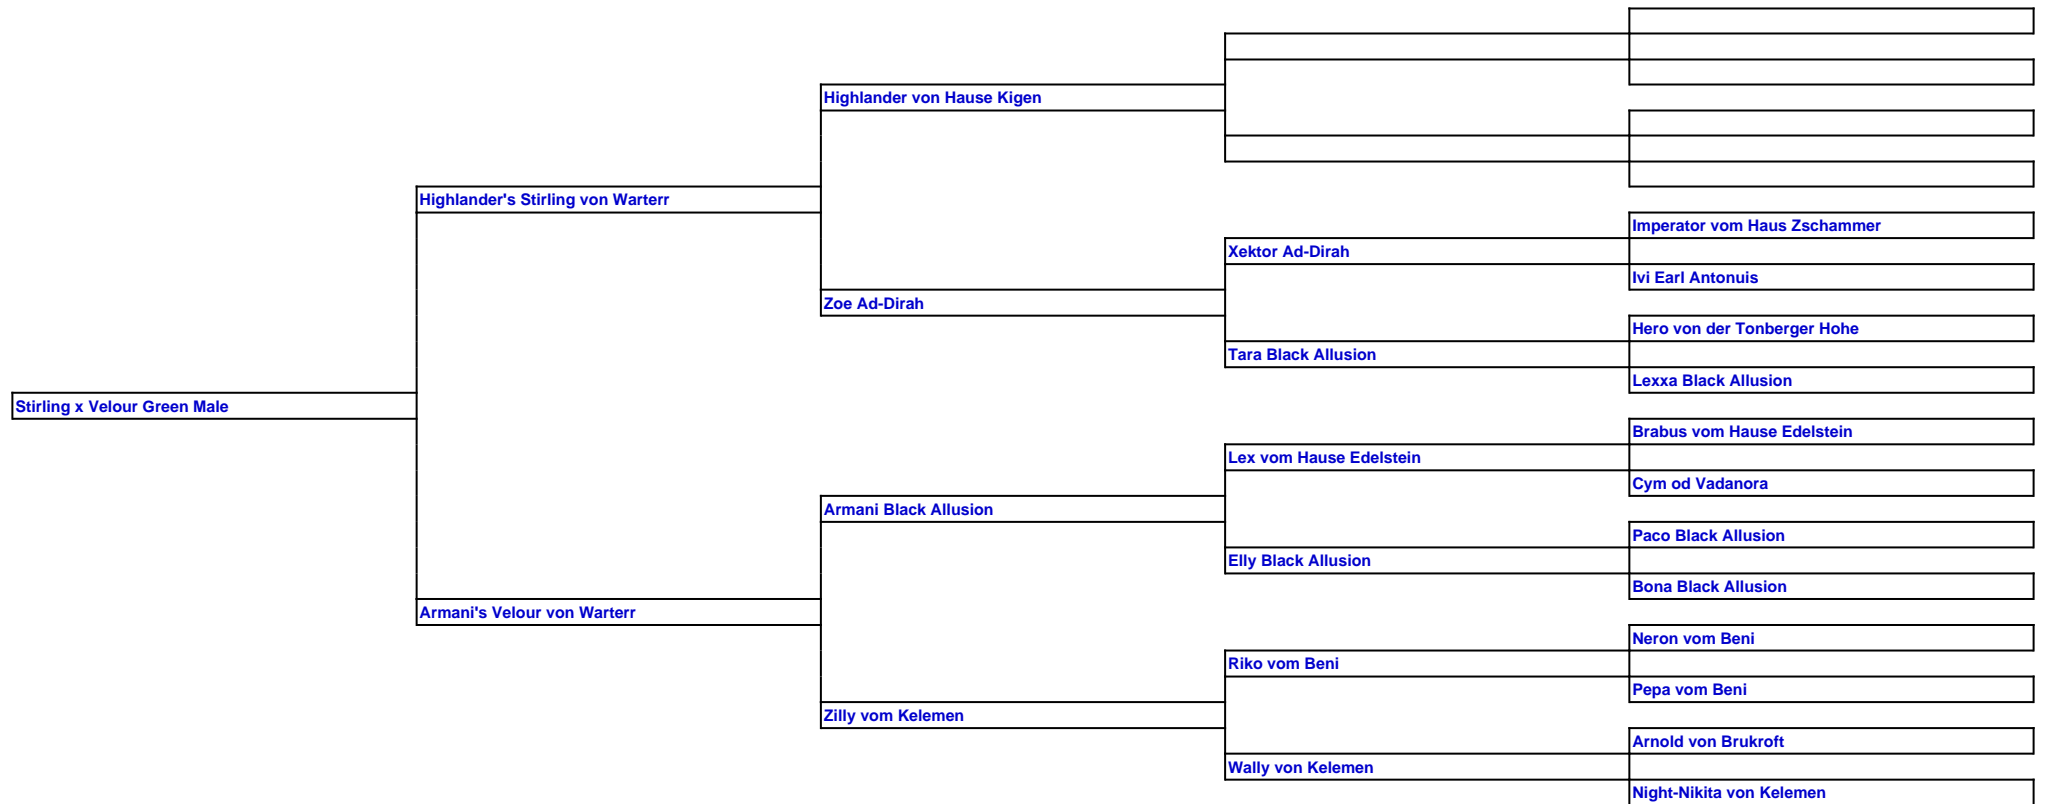 Highlander von Hause Kigen
Highlander's Stirling von Warterr
Imperator vom Haus Zschammer
Xektor Ad-Dirah
Ivi Earl Antonuis
Zoe Ad-Dirah
Hero von der Tonberger Hohe
Tara Black Allusion
Lexxa Black Allusion
Stirling x Velour Green Male
Brabus vom Hause Edelstein
Lex vom Hause Edelstein
Cym od Vadanora
Armani Black Allusion
Paco Black Allusion
Elly Black Allusion
Bona Black Allusion
Armani's Velour von Warterr
Neron vom Beni
Riko vom Beni
Pepa vom Beni
Zilly vom Kelemen
Arnold von Brukroft
Wally von Kelemen
Night-Nikita von Kelemen